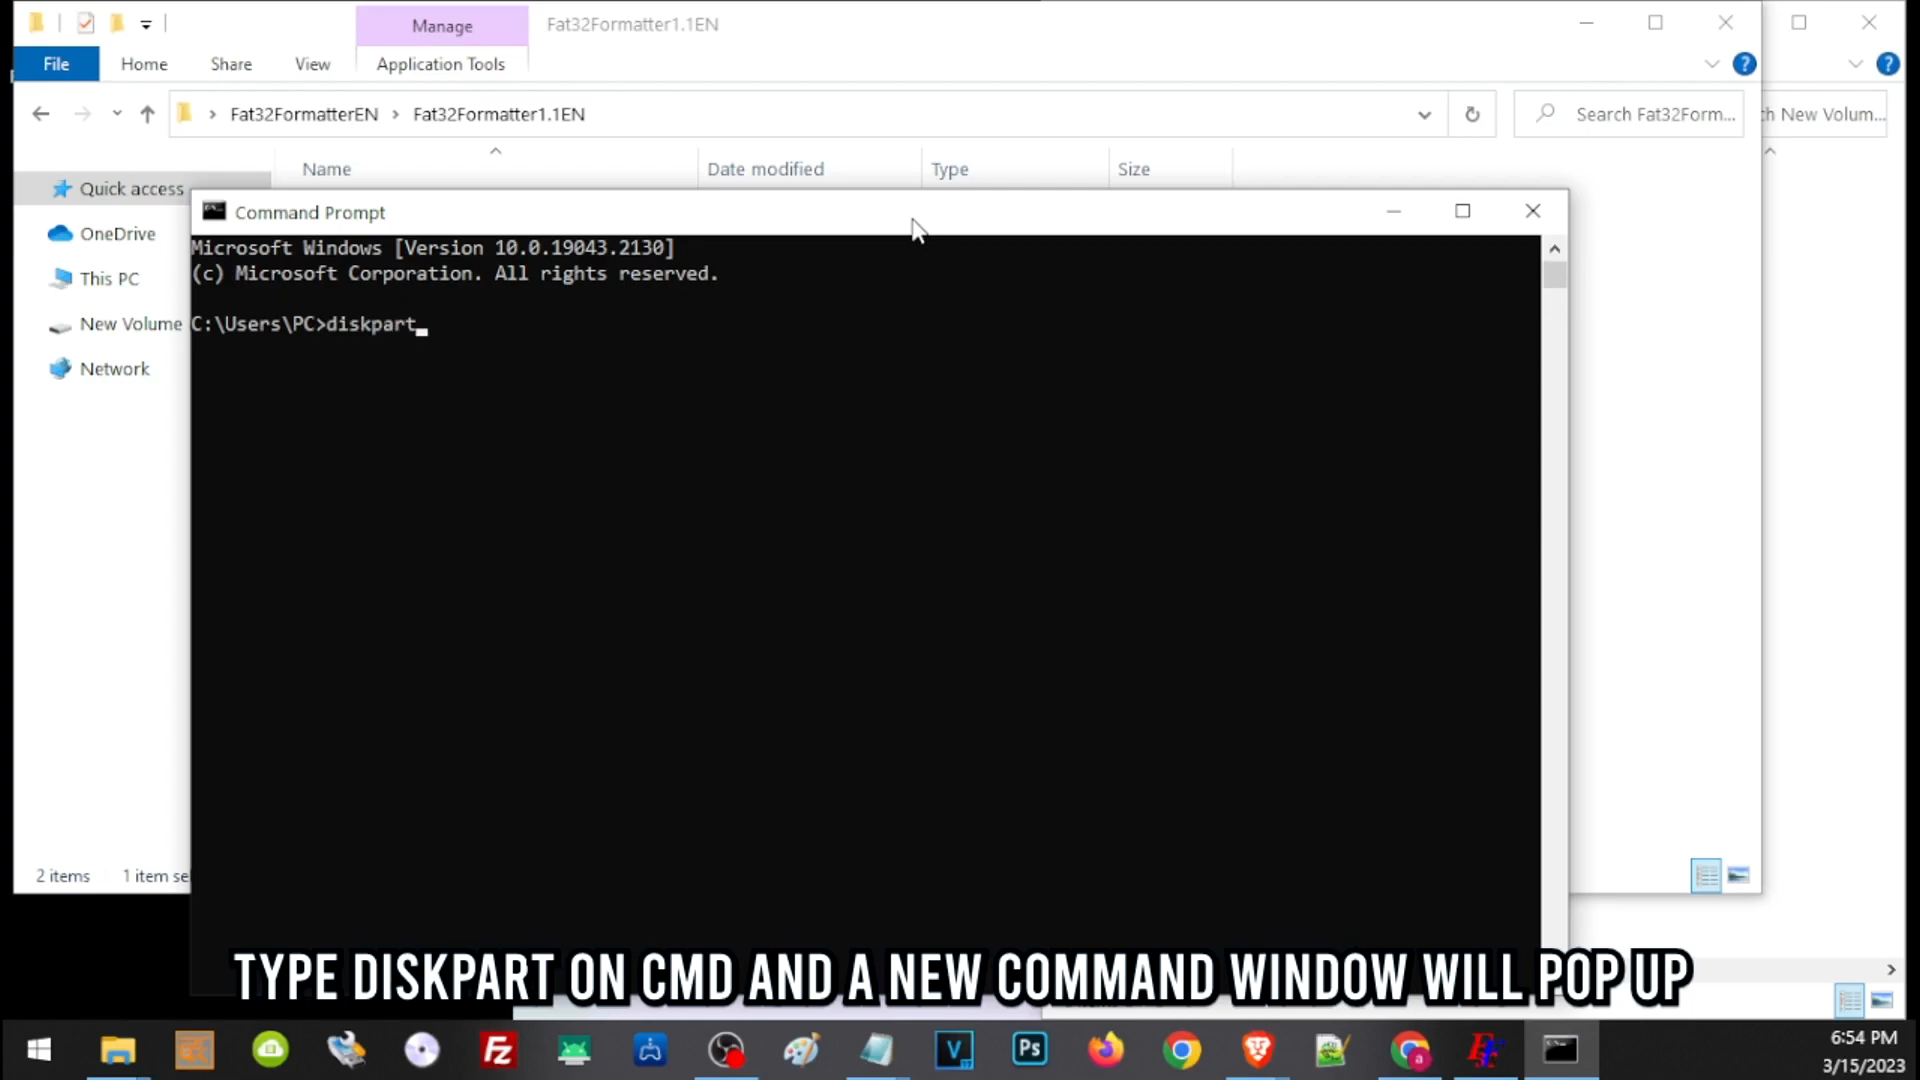 Manage
Fat32Formatter1.1EN
File
Home
Share
View
Application Tools
Fat32FormatterEN
Fat32Formatter1.1EN
Search Fat32Form...
ch New Volum...
Name
Date modified
Type
Size
Quick access
OneDrive
This PC
New Volume
Network
Command Prompt
Microsoft Windows [Version 10.0.19043.2130]
(c) Microsoft Corporation. All rights reserved.
C:\Users\PC>diskpart
2 items
1 item se
TYPE DISKPART ON CMD AND A NEW COMMAND WINDOW WILL POP UP
Fz
V
Ps
6:54 PM
3/15/2023